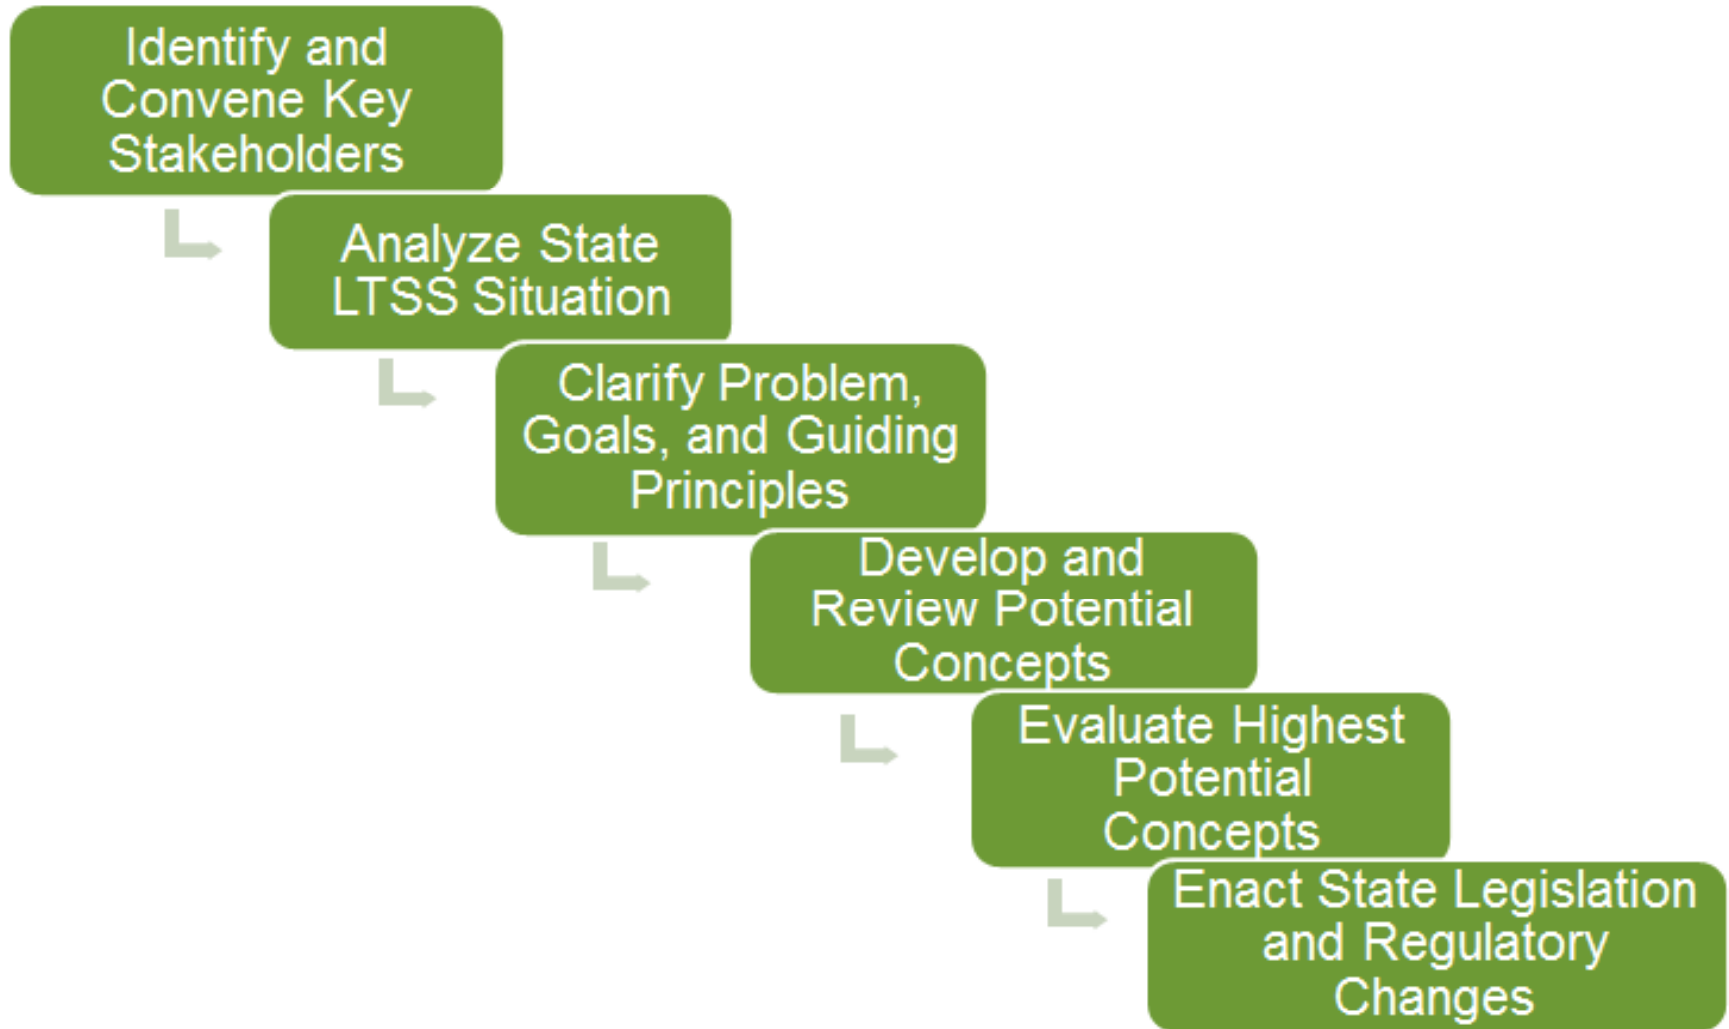 Identify and
Convene Key
Stakeholders
Analyze State
LTSS Situation
Clarify Problem,
Goals, and Guiding
Principles
Develop and
Review Potential
Concepts
Evaluate Highest
Potential
Concepts
Enact State Legislation
and Regulatory
Changes